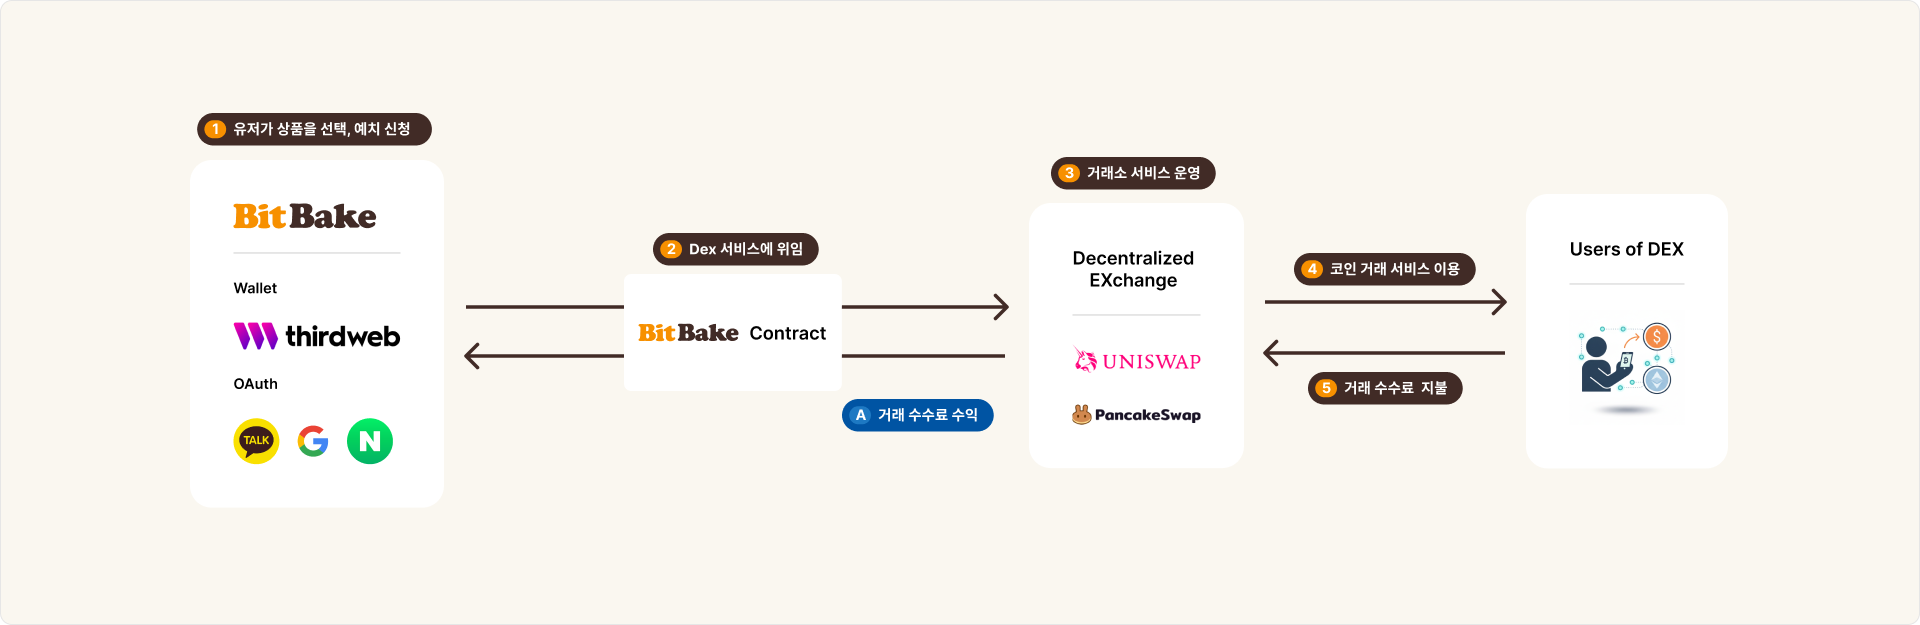 1 유저가 상품을 선택, 예치 신청
BitBake
Wallet
thirdweb
OAuth
TALK
G
N
2 Dex 서비스에 위임
BitBake Contract
A 거래 수수료 수익
3 거래소 서비스 운영
Decentralized
EXchange
UNISWAP
PancakeSwap
4 코인 거래 서비스 이용
5 거래 수수료 지불
Users of DEX
$
B